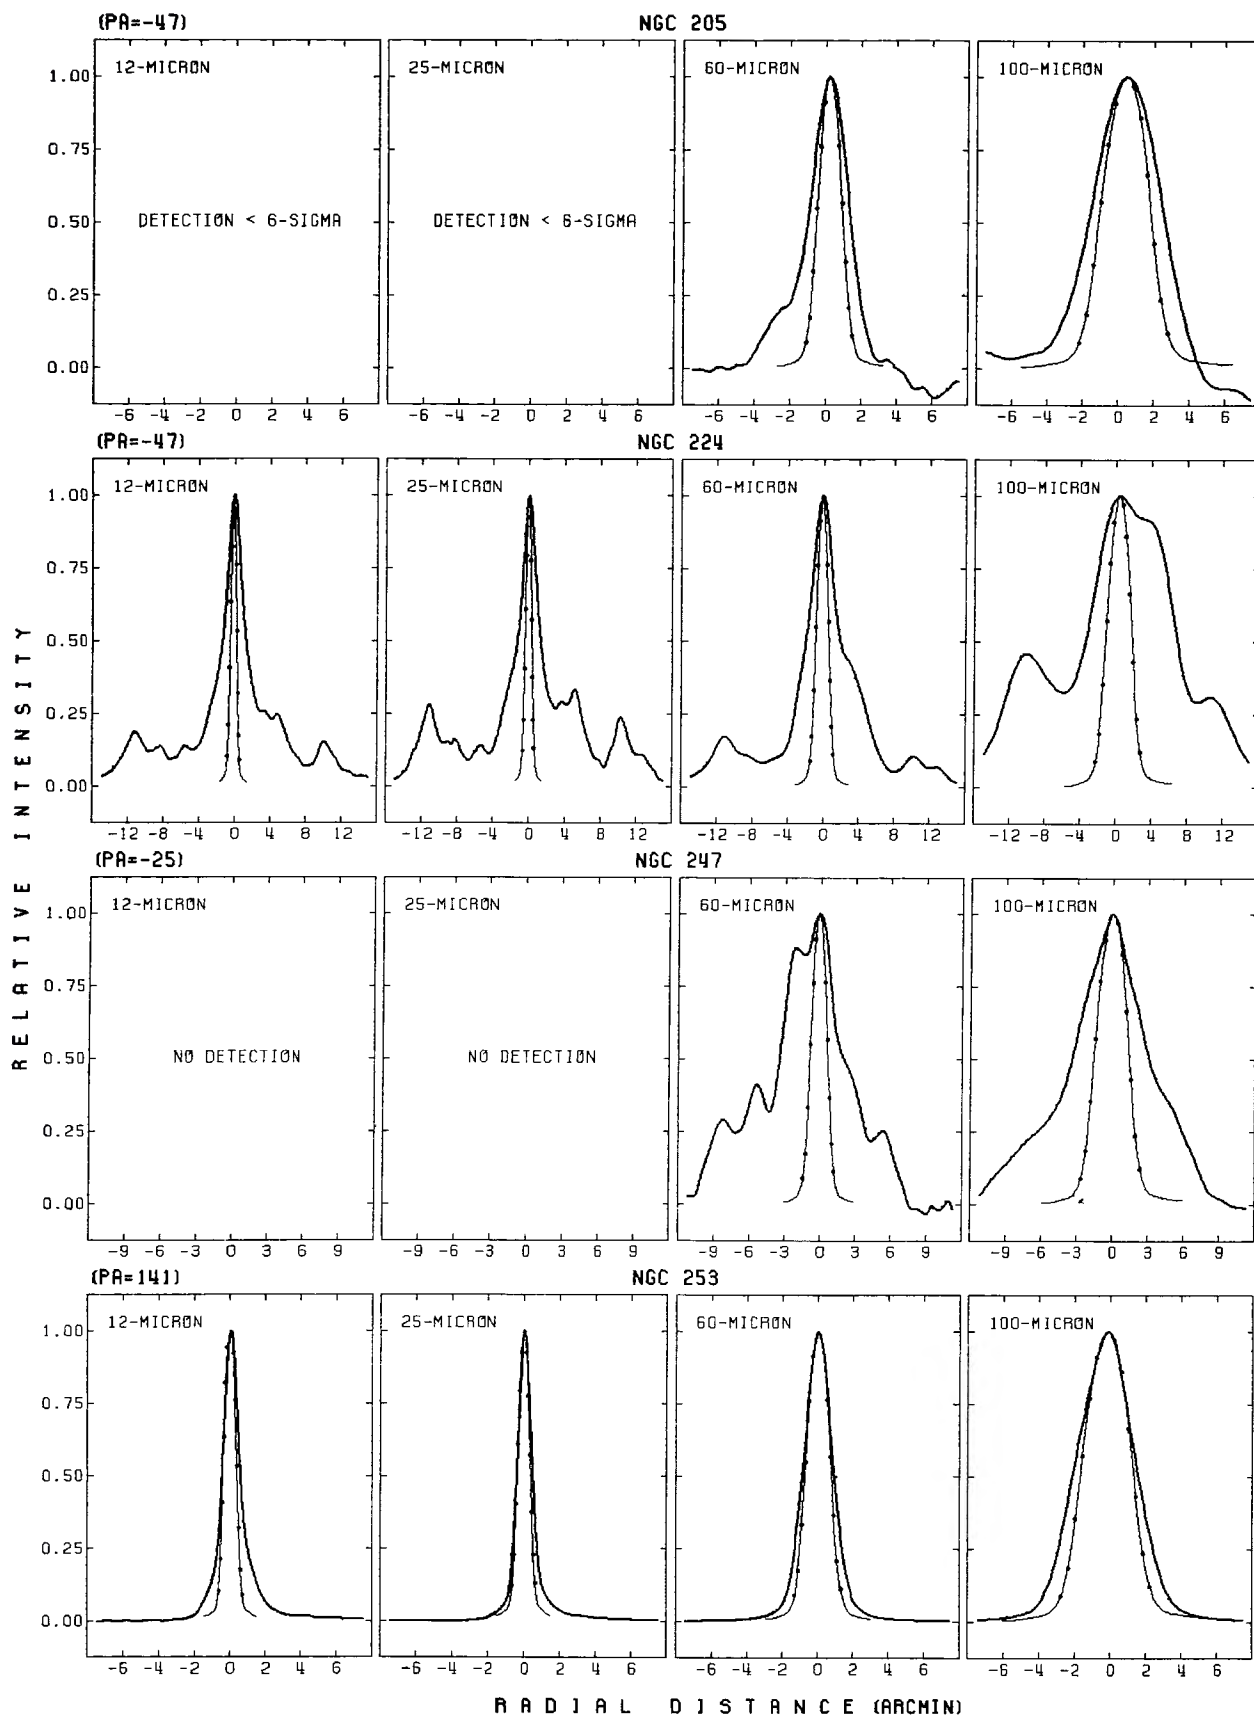 (PA=-47) NGC 205
12-MICRON 25-MICRON 60-MICRON 100-MICRON
1.00
0.75
DETECTION < 6-SIGMA DETECTION < 6-SIGMA
0.50
0.25
0.00
-6 -4 -2 0 2 4 6 -6 -4 -2 0 2 4 6 -6 -4 -2 0 2 4 6 -6 -4 -2 0 2 4 6
(PA=-47) NGC 224
12-MICRON 25-MICRON 60-MICRON 100-MICRON
1.00
0.75
0.50
0.25
0.00
-12 -8 -4 0 4 8 12 -12 -8 -4 0 4 8 12 -12 -8 -4 0 4 8 12 -12 -8 -4 0 4 8 12
RELATIVE INTENSITY
(PA=-25) NGC 247
12-MICRON 25-MICRON 60-MICRON 100-MICRON
1.00
0.75
NO DETECTION NO DETECTION
0.50
0.25
0.00
-9 -6 -3 0 3 6 9 -9 -6 -3 0 3 6 9 -9 -6 -3 0 3 6 9 -9 -6 -3 0 3 6 9
(PA=141) NGC 253
12-MICRON 25-MICRON 60-MICRON 100-MICRON
1.00
0.75
0.50
0.25
0.00
-6 -4 -2 0 2 4 6 -6 -4 -2 0 2 4 6 -6 -4 -2 0 2 4 6 -6 -4 -2 0 2 4 6
RADIAL DISTANCE (ARCMIN)